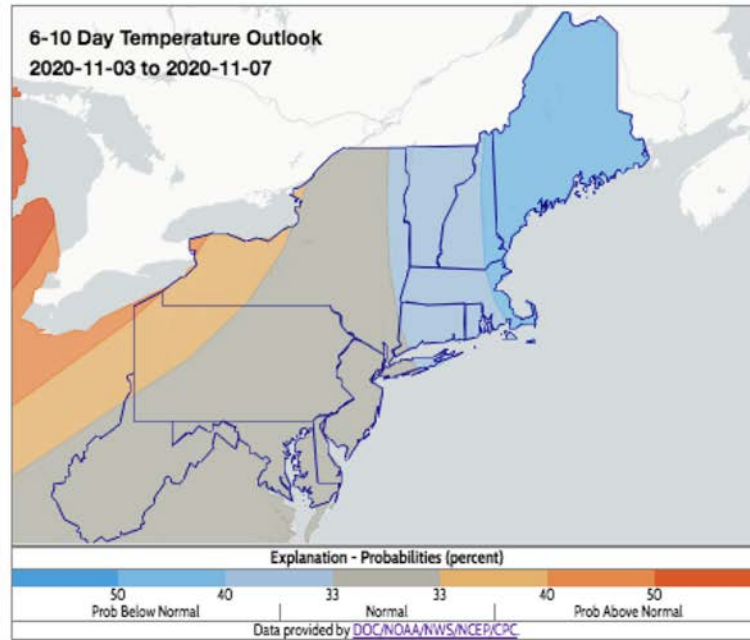 6-10 Day Temperature Outlook
2020-11-03 to 2020-11-07
Explanation - Probabilities (percent)
50 40 33 33 40 50
Prob Below Normal | Normal | Prob Above Normal
Data provided by DOC/NOAA/NWS/NCEP/CPC